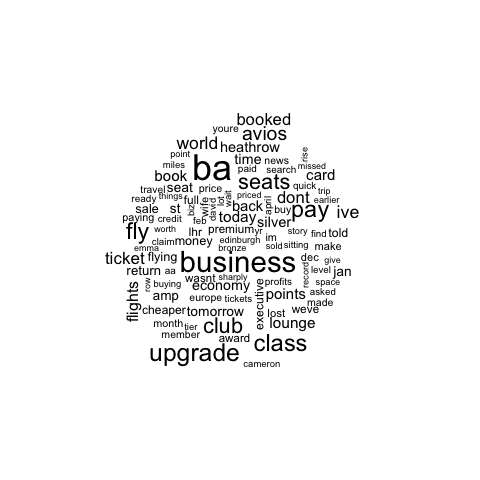 booked
youre avios
world heathrow
point time news rise
miles ba paid search missed
book card
travel seat price seats quick trip
ready things full wife lot wait priced dont earlier
sale st biz david back april buy pay ive
paying credit feb today silver
fly worth lhr premium yr im story find told
emma claim money edinburgh sold sitting make
bronze
ticket flying business dec give
return aa wasnt sharply record level jan
row buying economy profits space
flights amp europe tickets executive points asked
made
cheaper tomorrow lost weve
month tier club lounge
member award class
upgrade
cameron